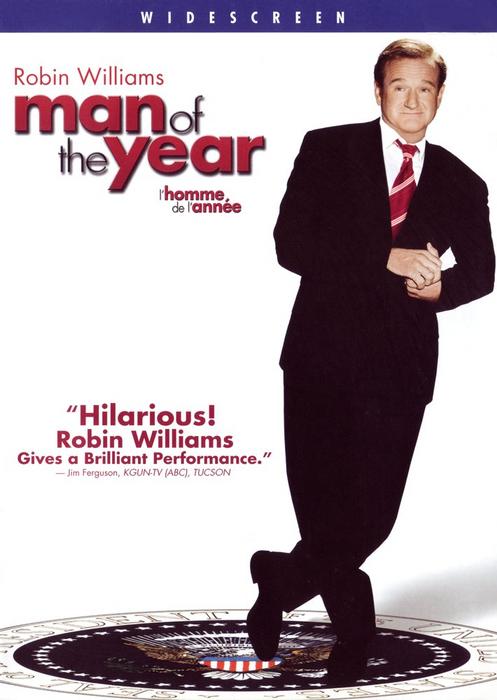 WIDESCREEN
Robin Williams
man of
the year
l'homme
de l'année
"Hilarious!
Robin Williams
Gives a Brilliant Performance."
— Jim Ferguson, KGUN-TV (ABC), TUCSON